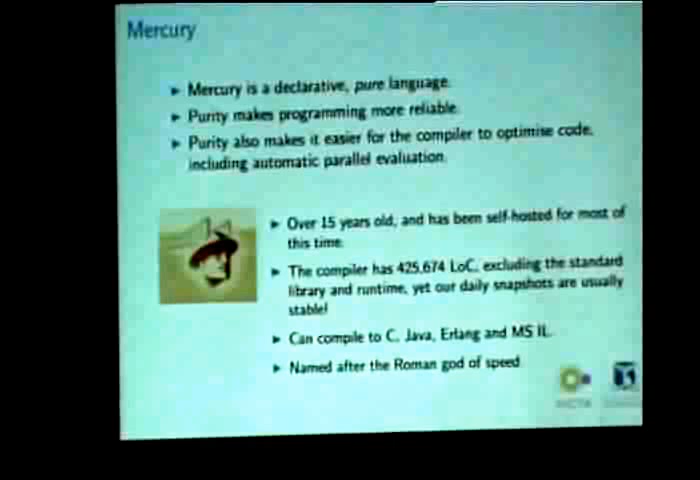 Mercury
▶ Mercury is a declarative, pure language.
▶ Purity makes programming more reliable.
▶ Purity also makes it easier for the compiler to optimise code,
including automatic parallel evaluation.
▶ Over 15 years old, and has been self-hosted for most of
this time.
▶ The compiler has 425,674 LoC, excluding the standard
library and runtime, yet our daily snapshots are usually
stable!
▶ Can compile to C, Java, Erlang and MS IL.
▶ Named after the Roman god of speed.
NICTA